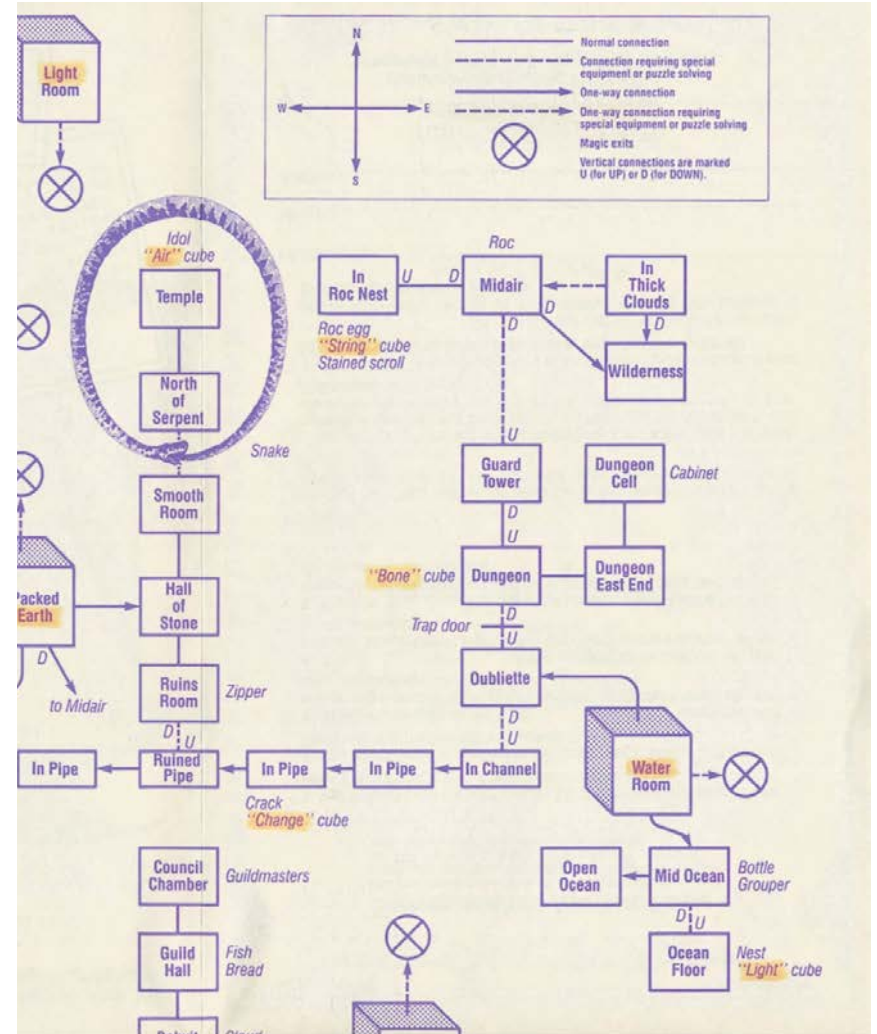 Light
Room
N
W
E
S
Normal connection
Connection requiring special
equipment or puzzle solving
One-way connection
One-way connection requiring
special equipment or puzzle solving
Magic exits
Vertical connections are marked
U (for UP) or D (for DOWN).
Idol
"Air" cube
Temple
North
of
Serpent
Snake
Smooth
Room
Hall
of
Stone
Packed
Earth
D
to Midair
Ruins
Room
Zipper
D
U
Roc
In
Roc Nest
U
D
Midair
In
Thick
Clouds
D
D
D
Wilderness
Roc egg
"String" cube
Stained scroll
U
Guard
Tower
Dungeon
Cell
Cabinet
D
U
"Bone" cube
Dungeon
Dungeon
East End
Trap door
D
U
Oubliette
D
U
In Pipe
Ruined
Pipe
In Pipe
In Pipe
In Channel
Crack
"Change" cube
Water
Room
Open
Ocean
Mid Ocean
Bottle
Grouper
D
U
Ocean
Floor
Nest
"Light" cube
Council
Chamber
Guildmasters
Guild
Hall
Fish
Bread